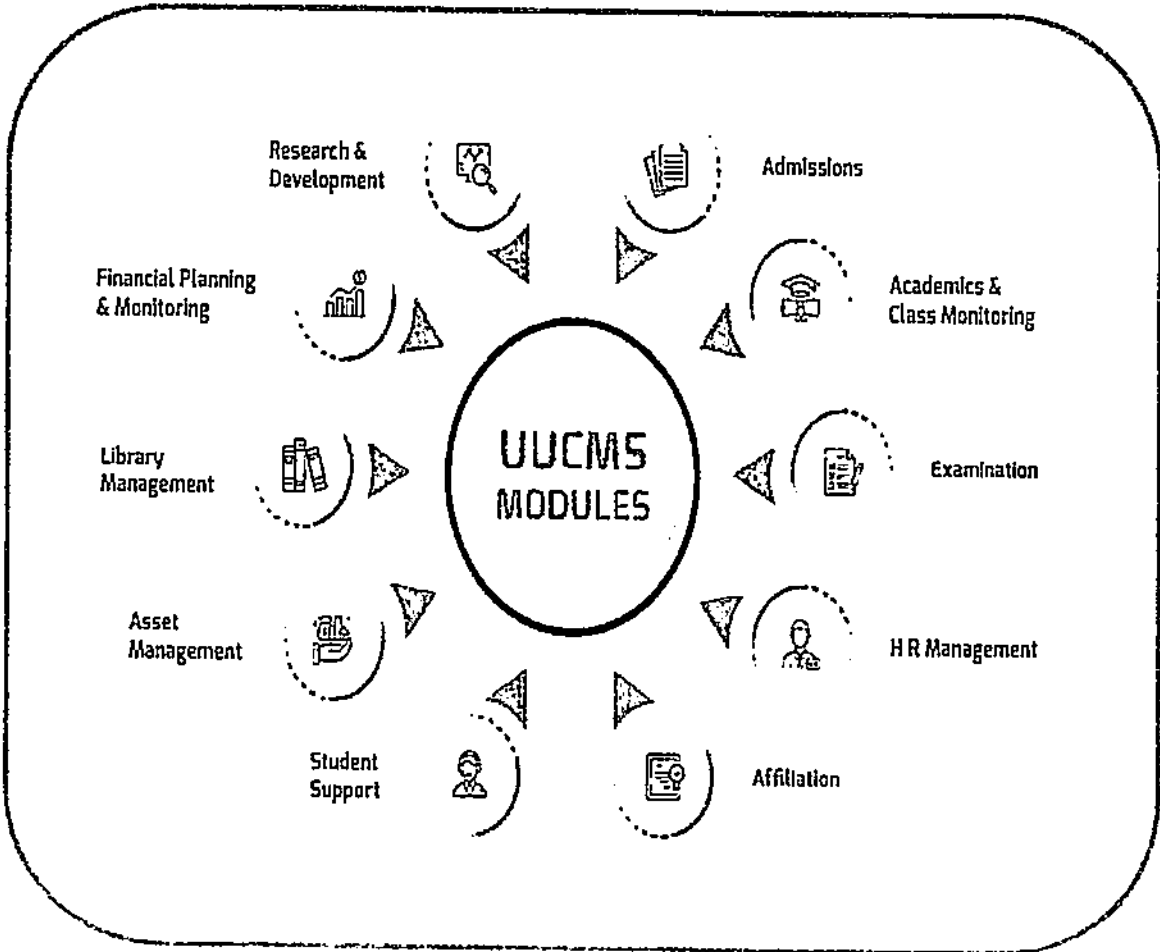 Research &
Development
Admissions
Financial Planning
& Monitoring
Academics &
Class Monitoring
Library
Management
UUCMS
MODULES
Examination
Asset
Management
H R Management
Student
Support
Affiliation